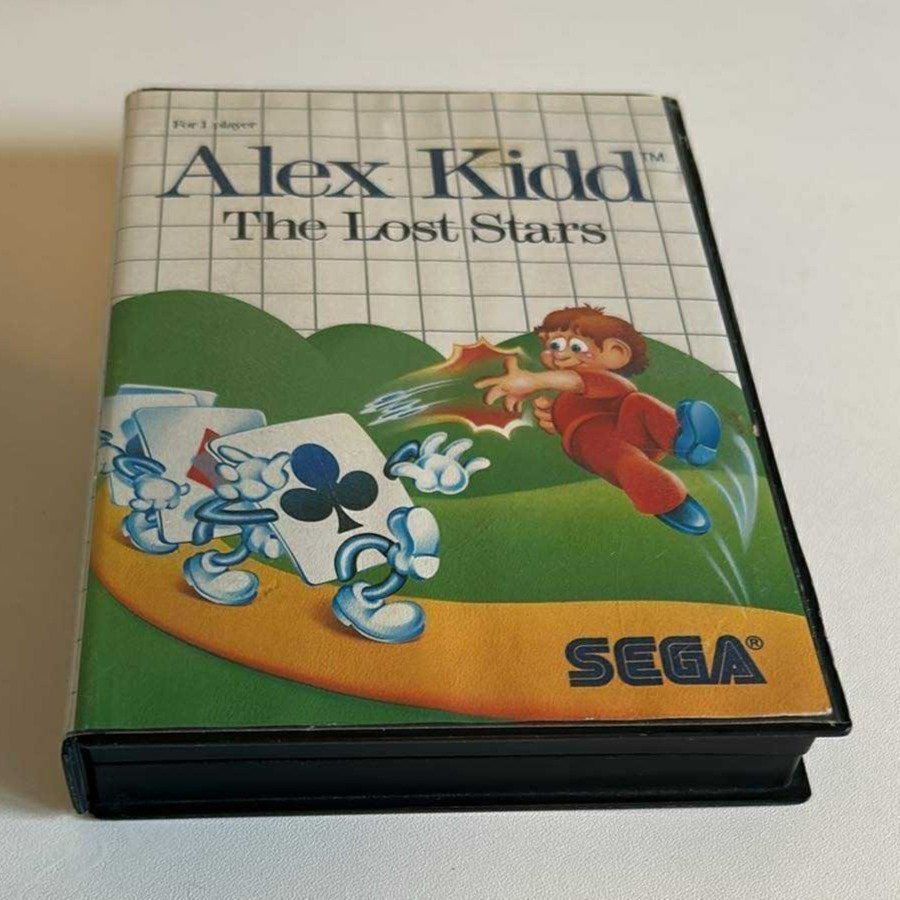 For 1 player
Alex Kidd™
The Lost Stars
SEGA®